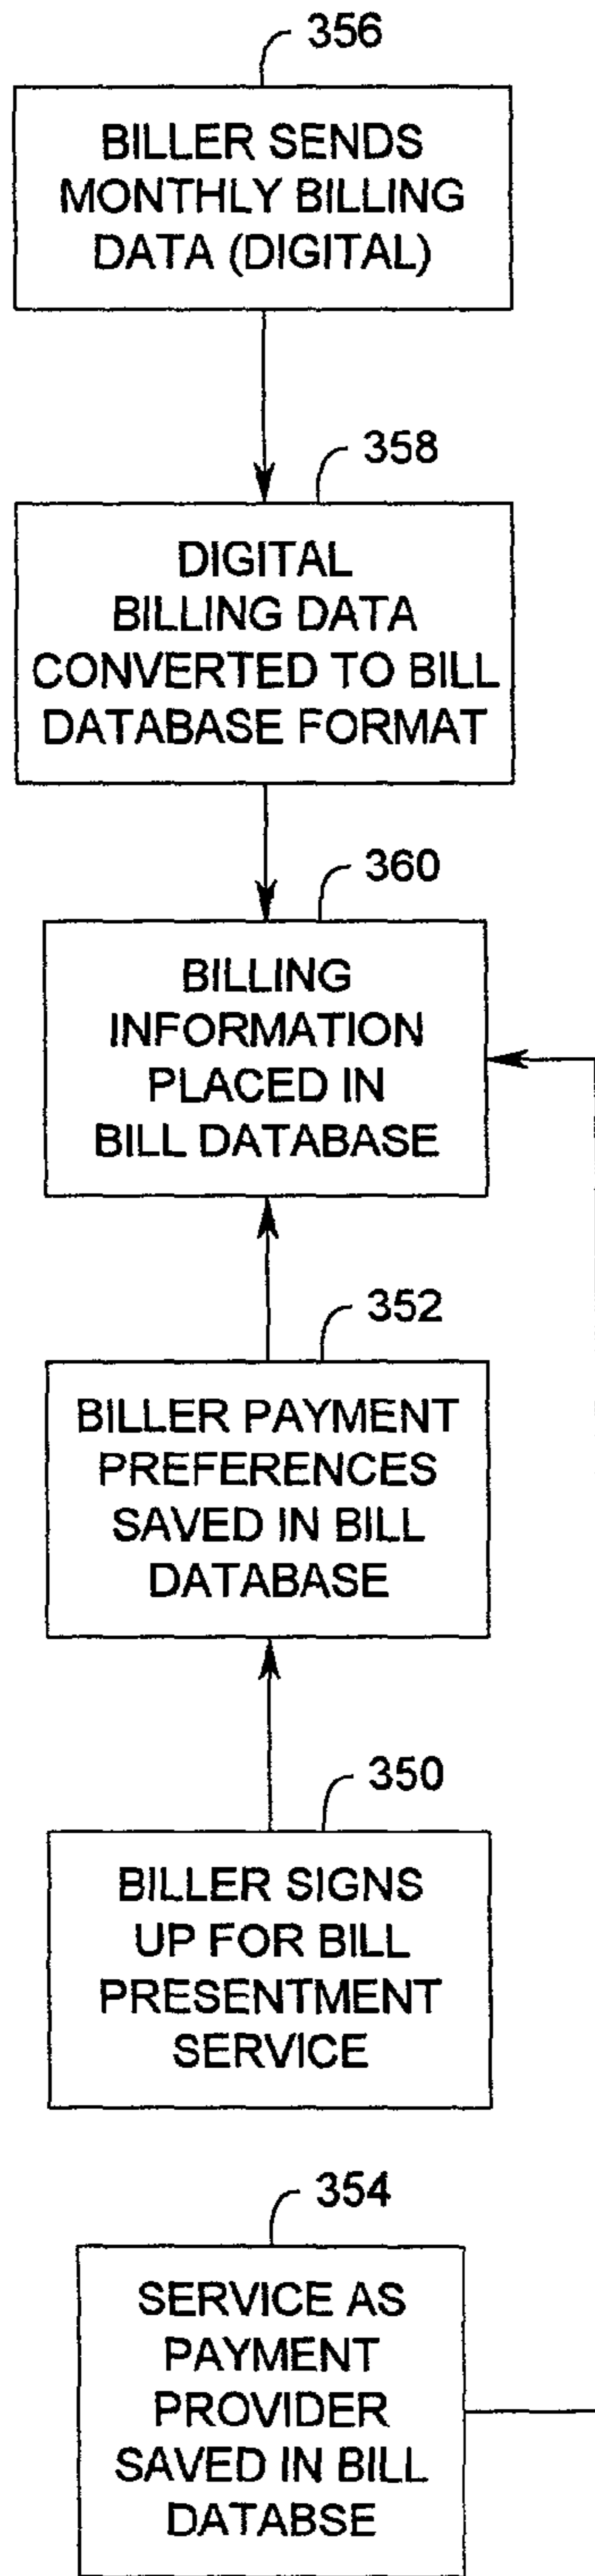 356
BILLER SENDS
MONTHLY BILLING
DATA (DIGITAL)
358
DIGITAL
BILLING DATA
CONVERTED TO BILL
DATABASE FORMAT
360
BILLING
INFORMATION
PLACED IN
BILL DATABASE
352
BILLER PAYMENT
PREFERENCES
SAVED IN BILL
DATABASE
350
BILLER SIGNS
UP FOR BILL
PRESENTMENT
SERVICE
354
SERVICE AS
PAYMENT
PROVIDER
SAVED IN BILL
DATABSE